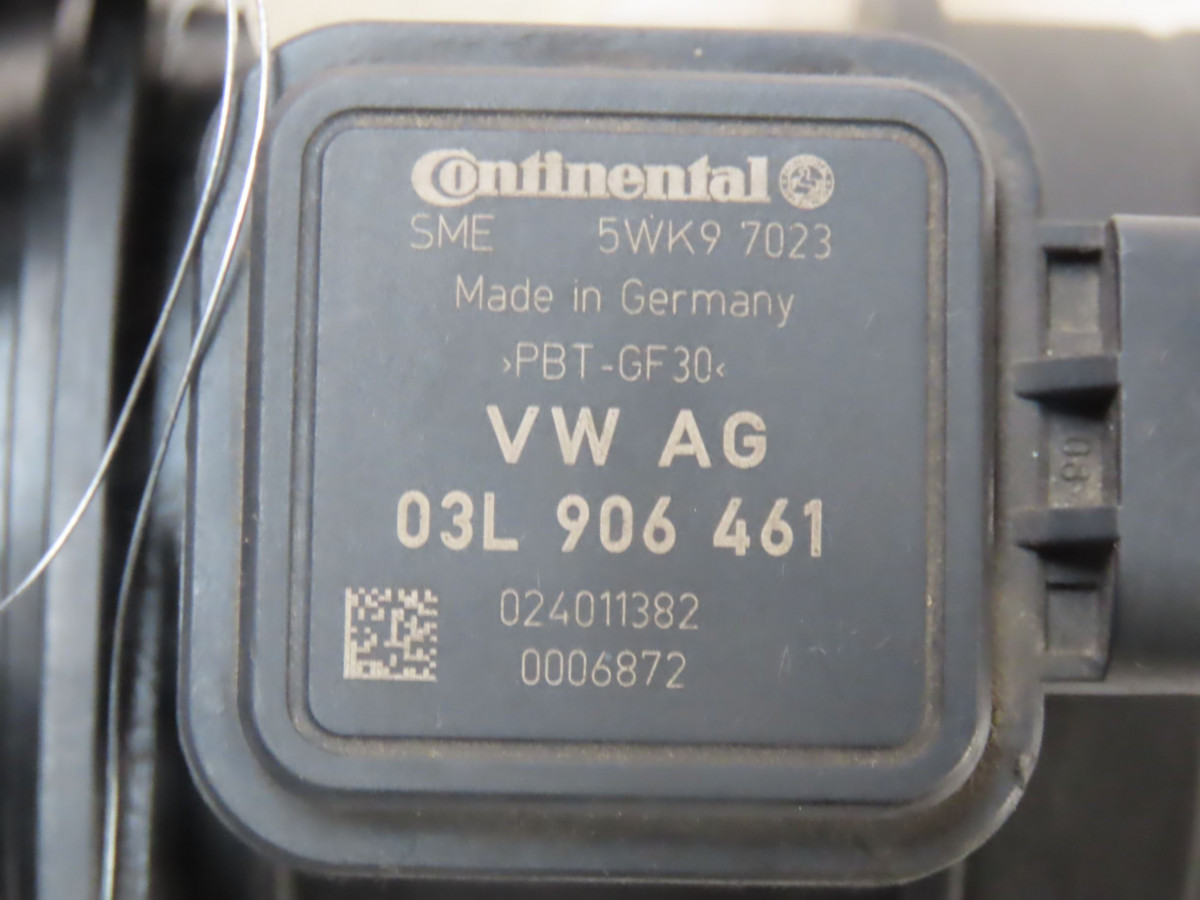 Continental
SME 5WK9 7023
Made in Germany
›PBT-GF30‹
VW AG
03L 906 461
024011382
0006872